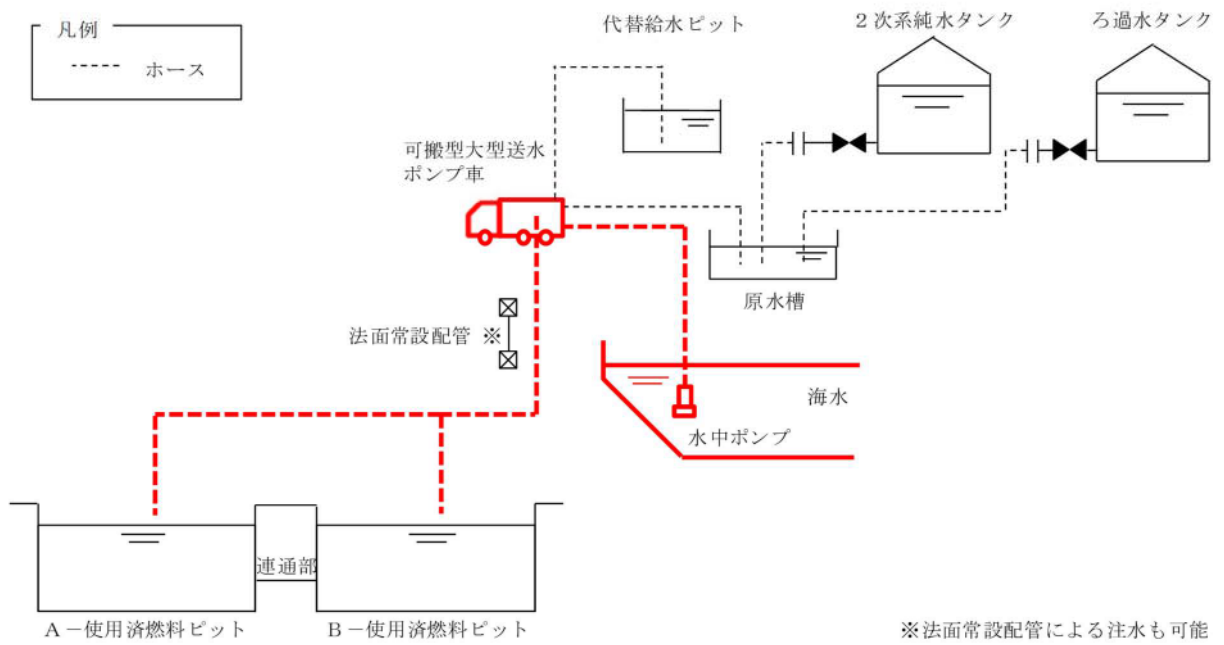 凡例
ホース
代替給水ピット
2次系純水タンク
ろ過水タンク
可搬型大型送水
ポンプ車
原水槽
法面常設配管 ※
海水
水中ポンプ
連通部
A-使用済燃料ピット
B-使用済燃料ピット
※法面常設配管による注水も可能